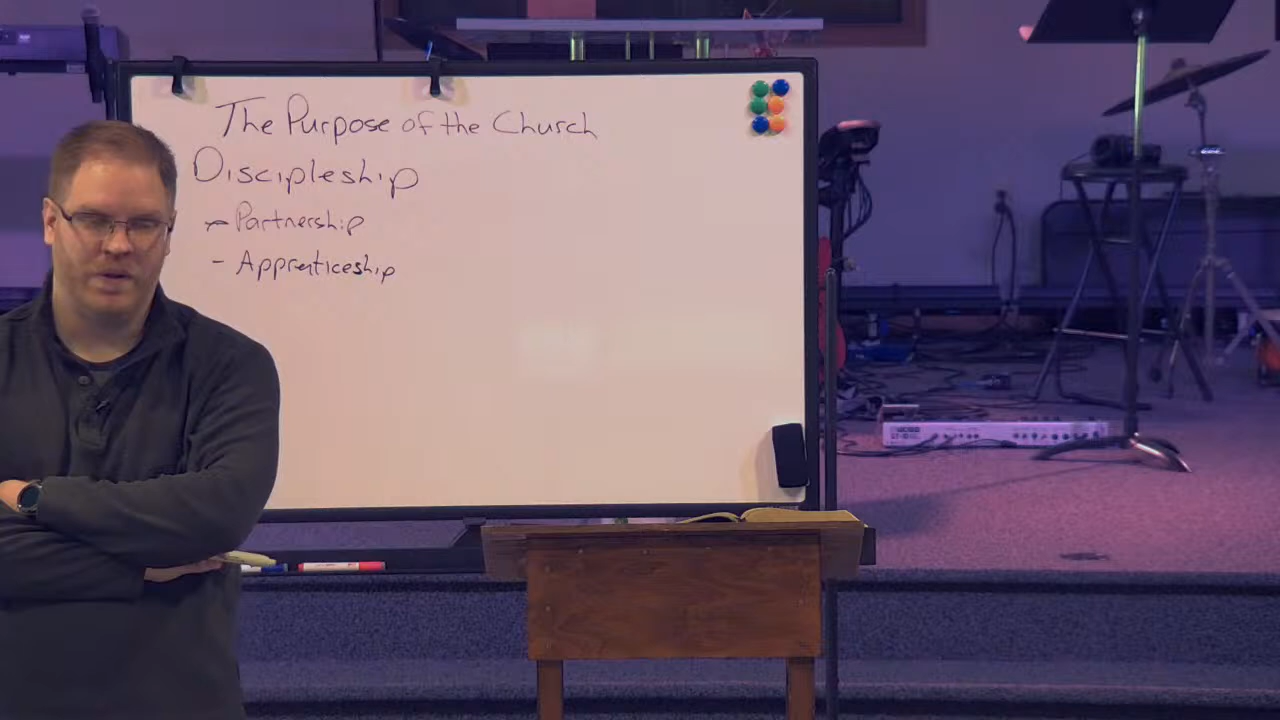 The Purpose of the Church
Discipleship
- Partnership
- Apprenticeship